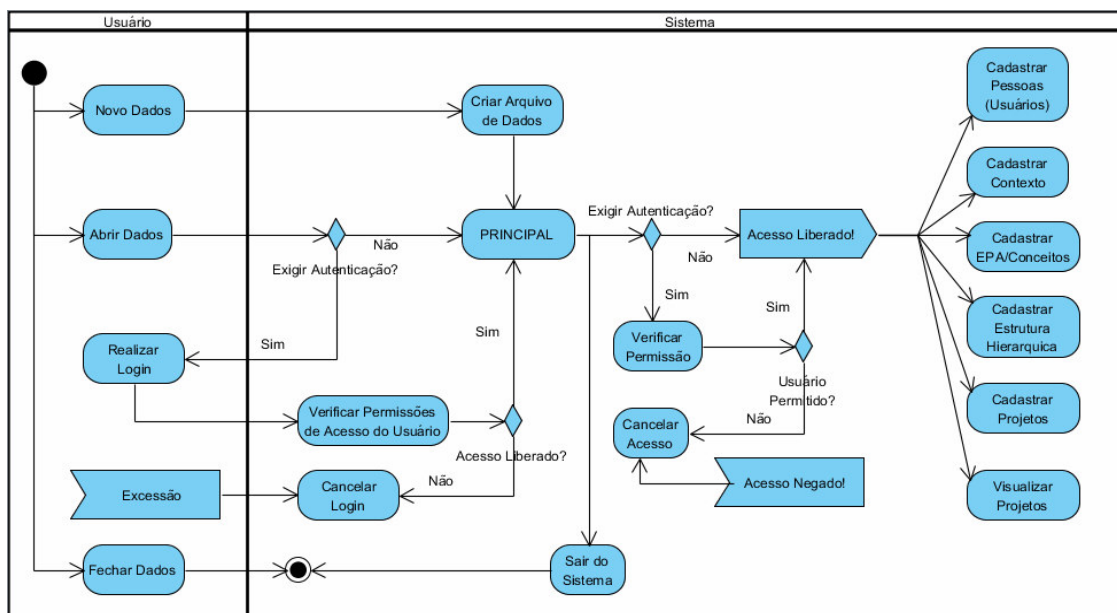 Usuário
Sistema
Novo Dados
Criar Arquivo
de Dados
Cadastrar
Pessoas
(Usuários)
Cadastrar
Contexto
Abrir Dados
Exigir Autenticação?
Não
PRINCIPAL
Exigir Autenticação?
Não
Acesso Liberado!
Cadastrar
EPA/Conceitos
Sim
Sim
Sim
Sim
Realizar
Login
Verificar
Permissão
Usuário
Permitido?
Cadastrar
Estrutura
Hierarquica
Verificar Permissões
de Acesso do Usuário
Acesso Liberado?
Não
Cancelar
Acesso
Não
Cadastrar
Projetos
Excessão
Cancelar
Login
Acesso Negado!
Visualizar
Projetos
Fechar Dados
Sair do
Sistema